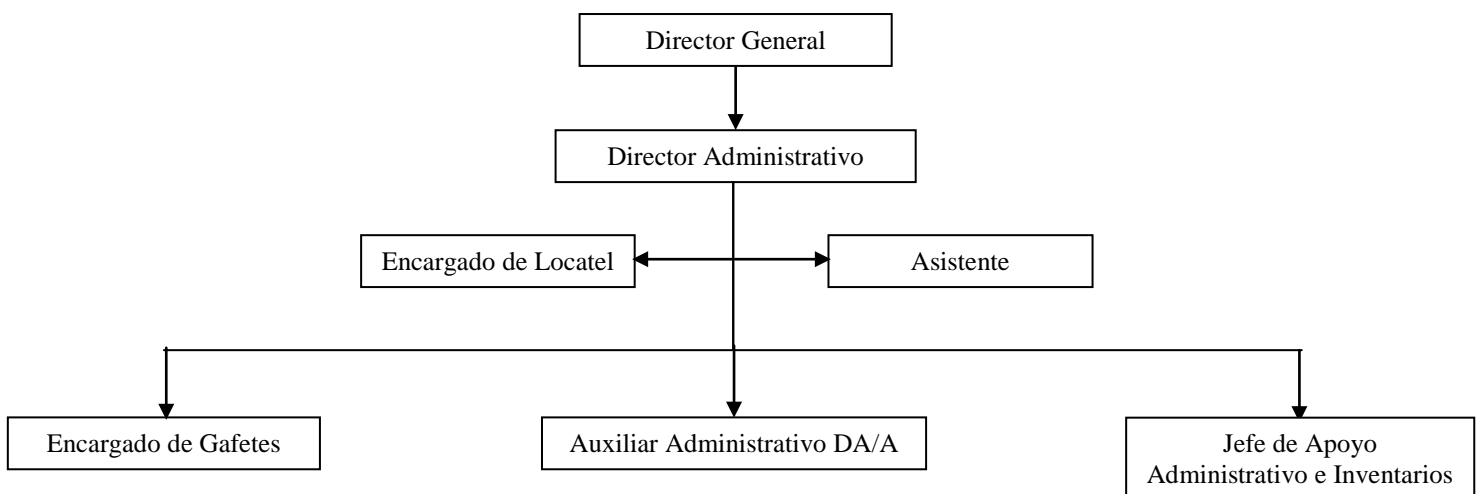 Director General
Director Administrativo
Encargado de Locatel
Asistente
Encargado de Gafetes
Auxiliar Administrativo DA/A
Jefe de Apoyo
Administrativo e Inventarios